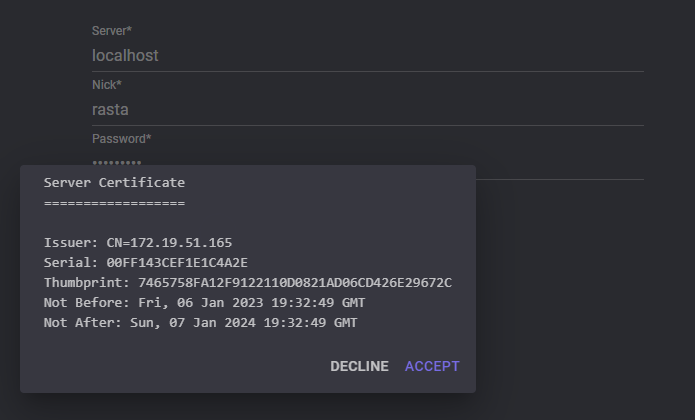 Server*
localhost
Nick*
rasta
Password*
•••••••••
Server Certificate
==================
Issuer: CN=172.19.51.165
Serial: 00FF143CEF1E1C4A2E
Thumbprint: 7465758FA12F9122110D0821AD06CD426E29672C
Not Before: Fri, 06 Jan 2023 19:32:49 GMT
Not After: Sun, 07 Jan 2024 19:32:49 GMT
DECLINE ACCEPT